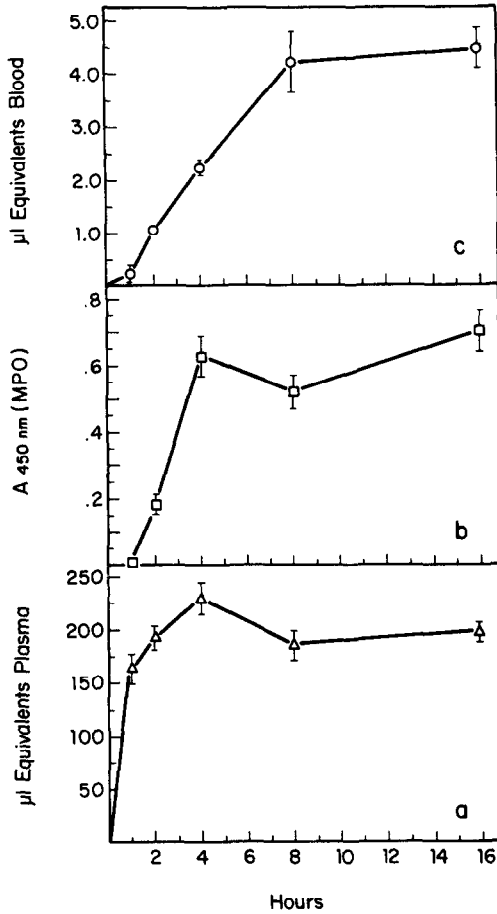 5.0
4.0
3.0
2.0
1.0
µl Equivalents Blood
c
.8
.6
.4
.2
A 450 nm (MPO)
b
250
200
150
100
50
µl Equivalents Plasma
a
2 4 6 8 10 12 14 16
Hours